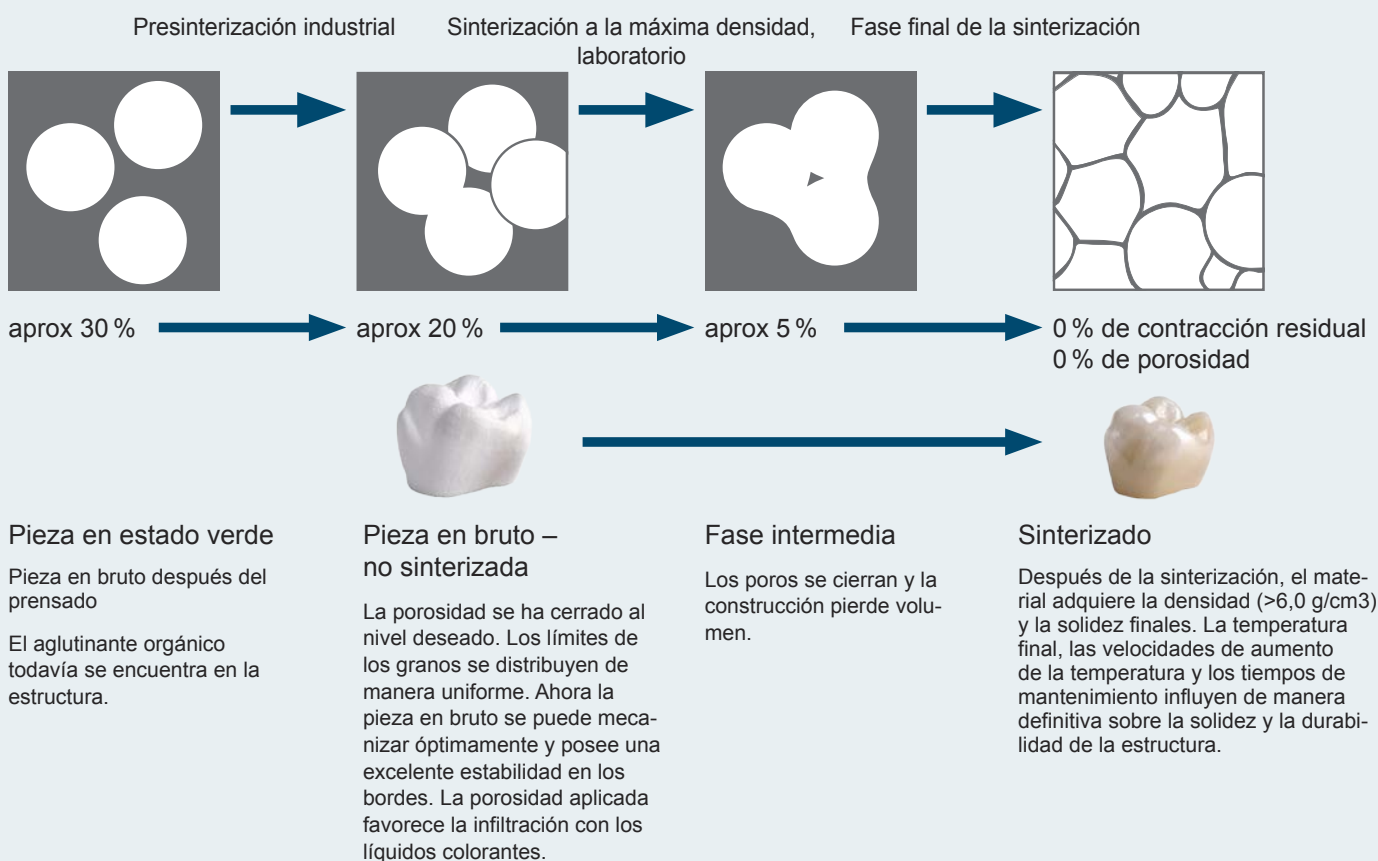 Presinterización industrial
Sinterización a la máxima densidad,
laboratorio
Fase final de la sinterización
aprox 30 %
aprox 20 %
aprox 5 %
0 % de contracción residual
0 % de porosidad
Pieza en estado verde
Pieza en bruto después del
prensado
El aglutinante orgánico
todavía se encuentra en la
estructura.
Pieza en bruto –
no sinterizada
La porosidad se ha cerrado al
nivel deseado. Los límites de
los granos se distribuyen de
manera uniforme. Ahora la
pieza en bruto se puede meca-
nizar óptimamente y posee una
excelente estabilidad en los
bordes. La porosidad aplicada
favorece la infiltración con los
líquidos colorantes.
Fase intermedia
Los poros se cierran y la
construcción pierde volu-
men.
Sinterizado
Después de la sinterización, el mate-
rial adquiere la densidad (>6,0 g/cm3)
y la solidez finales. La temperatura
final, las velocidades de aumento
de la temperatura y los tiempos de
mantenimiento influyen de manera
definitiva sobre la solidez y la durabi-
lidad de la estructura.